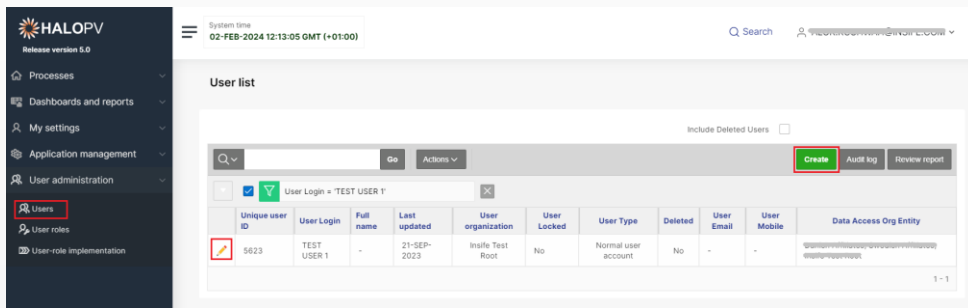 HALOPV
Release version 5.0
System time
02-FEB-2024 12:13:05 GMT (+01:00)
Search
Processes
Dashboards and reports
My settings
Application management
User administration
Users
User roles
User-role implementation
User list
Include Deleted Users
Go
Actions
Create
Audit log
Review report
User Login = 'TEST USER 1'
Unique user ID
User Login
Full name
Last updated
User organization
User Locked
User Type
Deleted
User Email
User Mobile
Data Access Org Entity
5623
TEST USER 1
-
21-SEP-2023
Insife Test Root
No
Normal user account
No
-
-
1 - 1